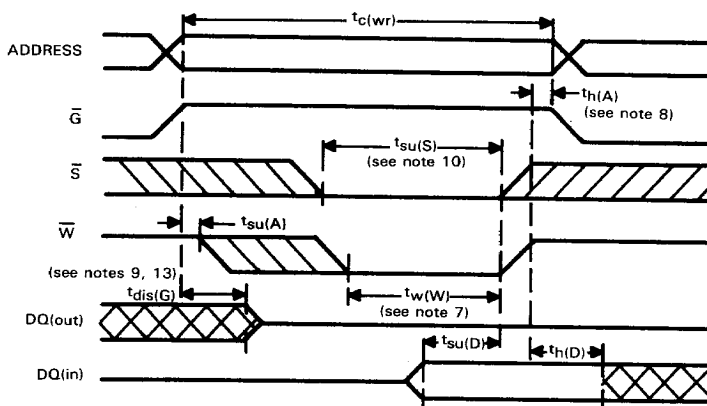 tc(wr)
ADDRESS
th(A)
(see note 8)
G̅
tsu(S)
(see note 10)
S̅
tsu(A)
W̅
(see notes 9, 13)
tdis(G)
tw(W)
(see note 7)
DQ(out)
tsu(D)
th(D)
DQ(in)